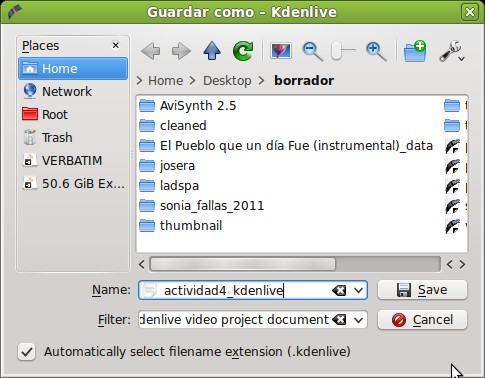 Guardar como – Kdenlive
Places
Home
Network
Root
Trash
VERBATIM
50.6 GiB Ex...
Home > Desktop > borrador
AviSynth 2.5
cleaned
El Pueblo que un día Fue (instrumental)_data
josera
ladspa
sonia_fallas_2011
thumbnail
Name: actividad4_kdenlive
Save
Filter: denlive video project document
Cancel
Automatically select filename extension (.kdenlive)